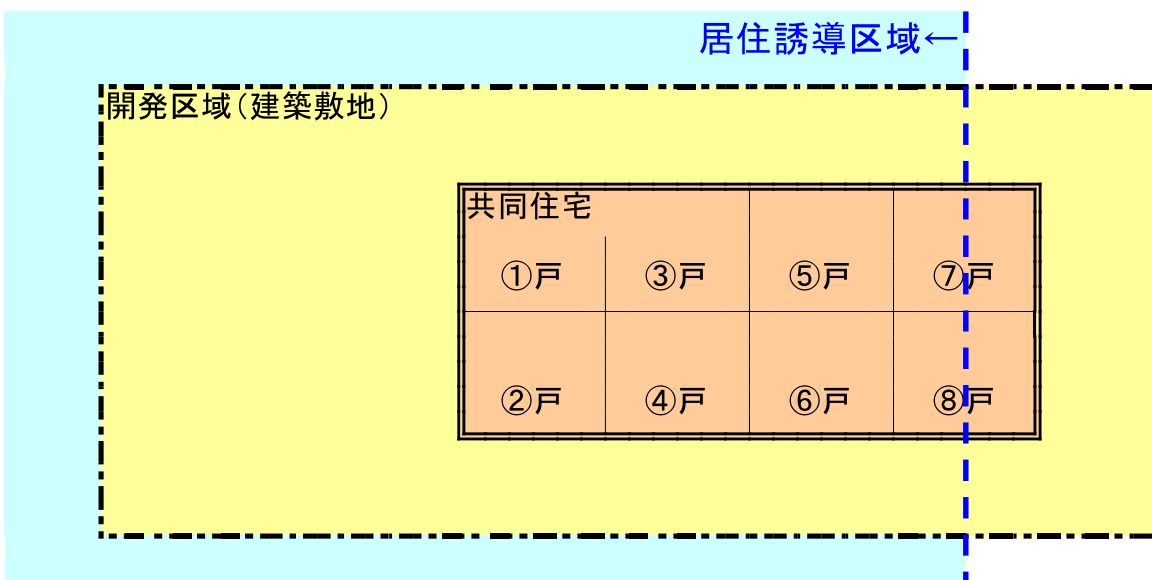 居住誘導区域←
開発区域(建築敷地)
共同住宅
①戸 ③戸 ⑤戸 ⑦戸
②戸 ④戸 ⑥戸 ⑧戸